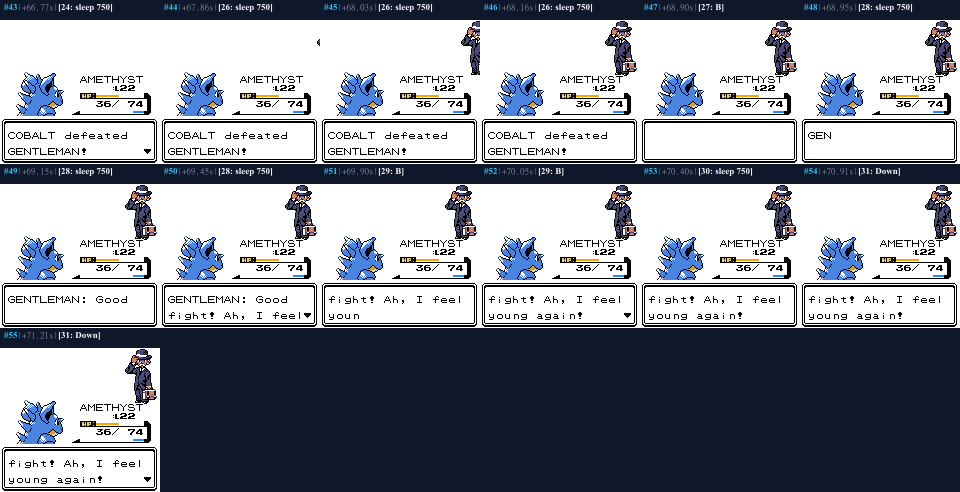 #43|+66.77s| [24: sleep 750]
AMETHYST
:L22
HP:
36/ 74
COBALT defeated
GENTLEMAN!
#44|+67.86s| [26: sleep 750]
AMETHYST
:L22
HP:
36/ 74
COBALT defeated
GENTLEMAN!
#45|+68.03s| [26: sleep 750]
AMETHYST
:L22
HP:
36/ 74
COBALT defeated
GENTLEMAN!
#46|+68.16s| [26: sleep 750]
AMETHYST
:L22
HP:
36/ 74
COBALT defeated
GENTLEMAN!
#47|+68.90s| [27: B]
AMETHYST
:L22
HP:
36/ 74
#48|+68.95s| [28: sleep 750]
AMETHYST
:L22
HP:
36/ 74
GEN
#49|+69.15s| [28: sleep 750]
AMETHYST
:L22
HP:
36/ 74
GENTLEMAN: Good
#50|+69.45s| [28: sleep 750]
AMETHYST
:L22
HP:
36/ 74
GENTLEMAN: Good
fight! Ah, I feel
#51|+69.90s| [29: B]
AMETHYST
:L22
HP:
36/ 74
fight! Ah, I feel
youn
#52|+70.05s| [29: B]
AMETHYST
:L22
HP:
36/ 74
fight! Ah, I feel
young again!
#53|+70.40s| [30: sleep 750]
AMETHYST
:L22
HP:
36/ 74
fight! Ah, I feel
young again!
#54|+70.91s| [31: Down]
AMETHYST
:L22
HP:
36/ 74
fight! Ah, I feel
young again!
#55|+71.21s| [31: Down]
AMETHYST
:L22
HP:
36/ 74
fight! Ah, I feel
young again!